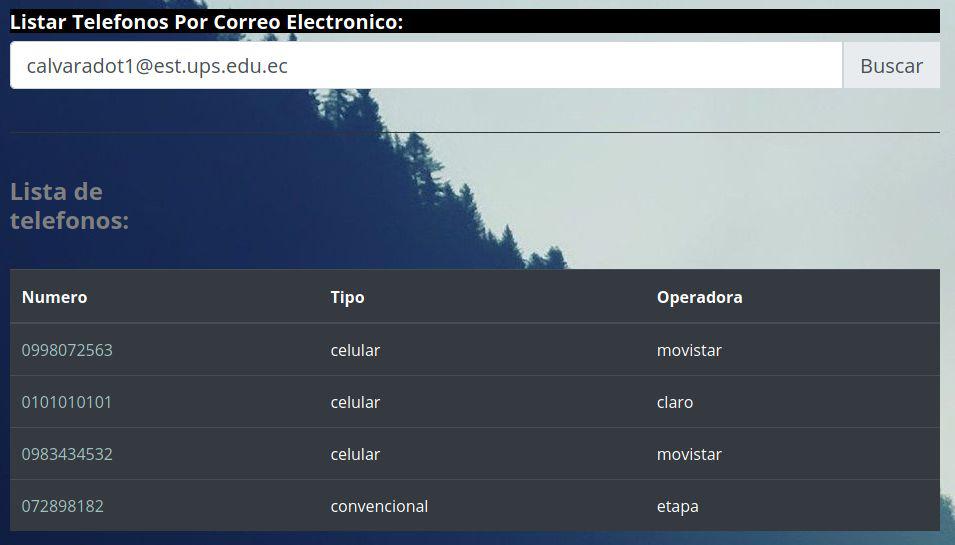 Listar Telefonos Por Correo Electronico:
calvaradot1@est.ups.edu.ec Buscar
Lista de
telefonos:
Numero Tipo Operadora
0998072563 celular movistar
0101010101 celular claro
0983434532 celular movistar
072898182 convencional etapa